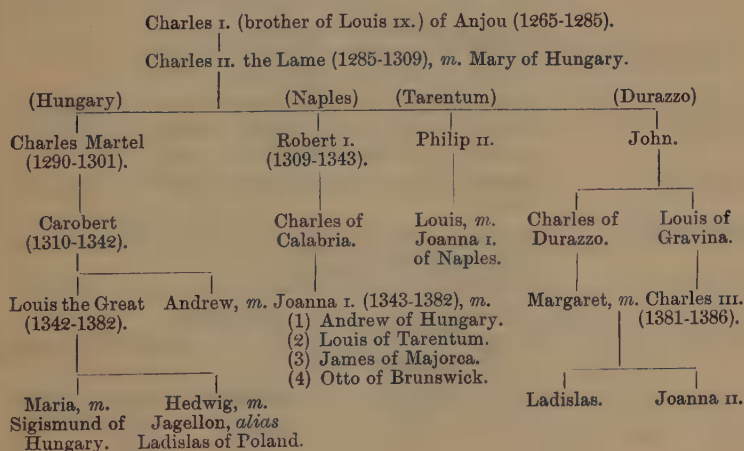 Charles I. (brother of Louis IX.) of Anjou (1265-1285).
Charles II. the Lame (1285-1309), m. Mary of Hungary.
(Hungary) (Naples) (Tarentum) (Durazzo)
Charles Martel Robert I. Philip II. John.
(1290-1301). (1309-1343).
Carobert Charles of Louis, m. Charles of Louis of
(1310-1342). Calabria. Joanna I. Durazzo. Gravina.
of Naples.
Louis the Great Andrew, m. Joanna I. (1343-1382), m. Margaret, m. Charles III.
(1342-1382). (1) Andrew of Hungary. (1381-1386).
(2) Louis of Tarentum.
(3) James of Majorca.
(4) Otto of Brunswick.
Maria, m. Hedwig, m. Ladislas. Joanna II.
Sigismund of Jagellon, alias
Hungary. Ladislas of Poland.